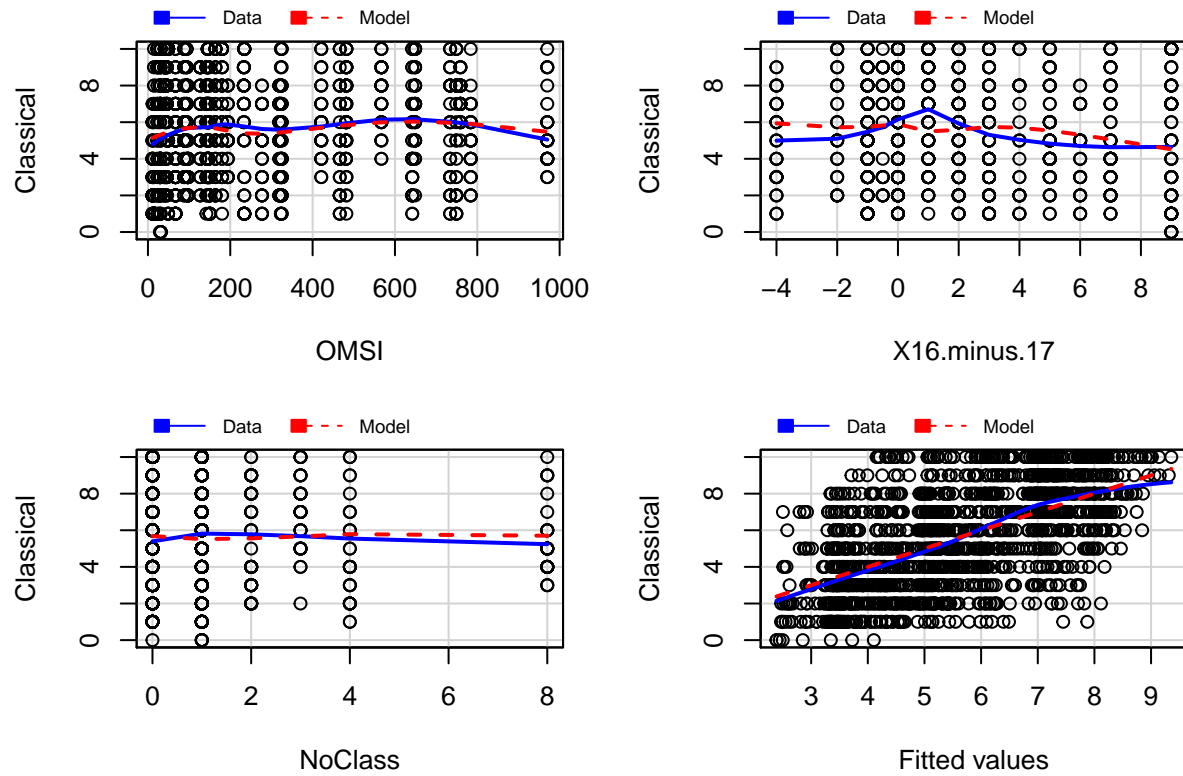 Data Model
Classical
0 4 8
0 200 400 600 800 1000
OMSI
Data Model
Classical
0 4 8
−4 −2 0 2 4 6 8
X16.minus.17
Data Model
Classical
0 4 8
0 2 4 6 8
NoClass
Data Model
Classical
0 4 8
3 4 5 6 7 8 9
Fitted values